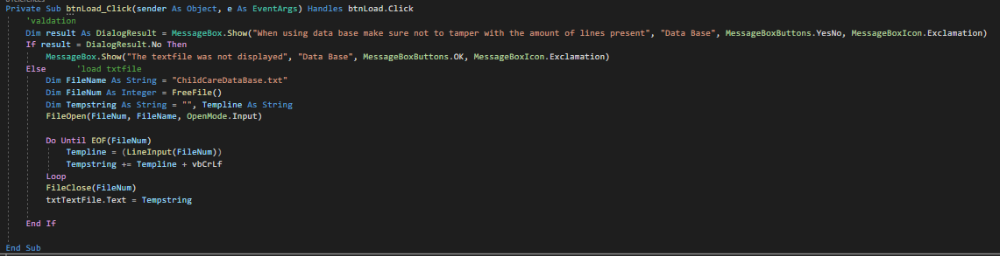 Private Sub btnLoad_Click(sender As Object, e As EventArgs) Handles btnLoad.Click
'valdation
Dim result As DialogResult = MessageBox.Show("When using data base make sure not to tamper with the amount of lines present", "Data Base", MessageBoxButtons.YesNo, MessageBoxIcon.Exclamation)
If result = DialogResult.No Then
MessageBox.Show("The textfile was not displayed", "Data Base", MessageBoxButtons.OK, MessageBoxIcon.Exclamation)
Else 'load txtfile
Dim FileName As String = "ChildCareDataBase.txt"
Dim FileNum As Integer = FreeFile()
Dim Tempstring As String = "", Templine As String
FileOpen(FileNum, FileName, OpenMode.Input)
Do Until EOF(FileNum)
Templine = (LineInput(FileNum))
Tempstring += Templine + vbCrLf
Loop
FileClose(FileNum)
txtTextFile.Text = Tempstring
End If
End Sub